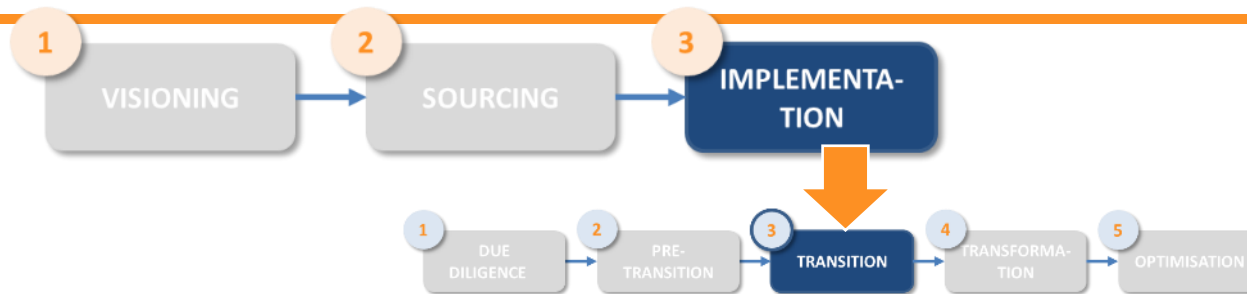 1
VISIONING
2
SOURCING
3
IMPLEMENTA-
TION
1
DUE
DILIGENCE
2
PRE-
TRANSITION
3
TRANSITION
4
TRANSFORMA-
TION
5
OPTIMISATION